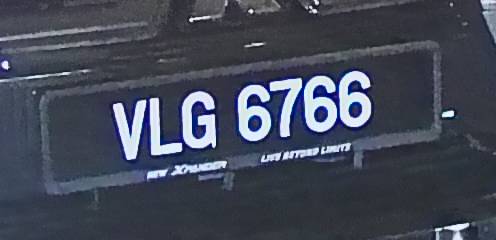 VLG 6766
NEW XPANDER LIVE BEYOND LIMITS